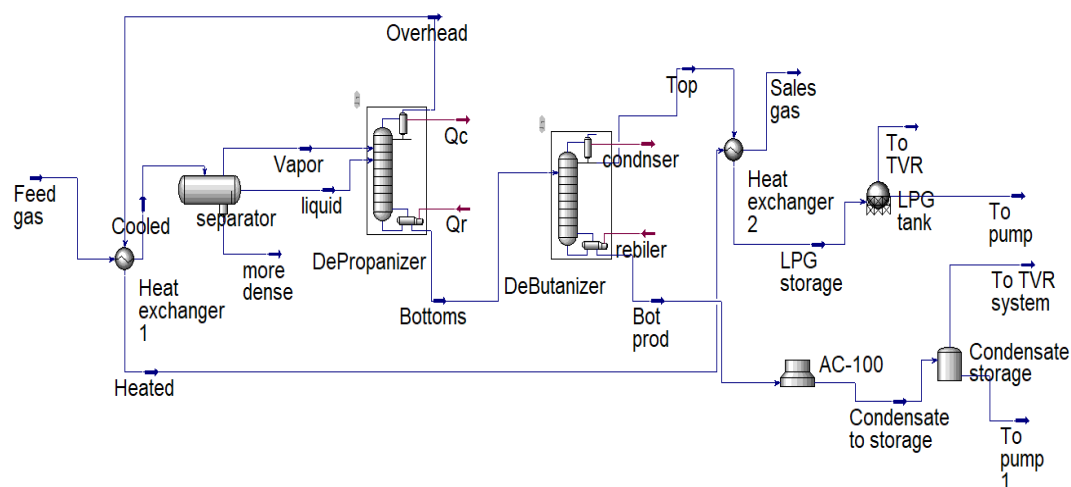 Overhead
Qc
Vapor
Feed
gas
Cooled
separator
liquid
Qr
more
dense
DePropanizer
Heat
exchanger
1
Bottoms
Heated
Top
Sales
gas
condnser
rebiler
DeButanizer
Heat
exchanger
2
To
TVR
LPG
tank
To
pump
LPG
storage
Bot
prod
To TVR
system
AC-100
Condensate
storage
Condensate
to storage
To
pump
1